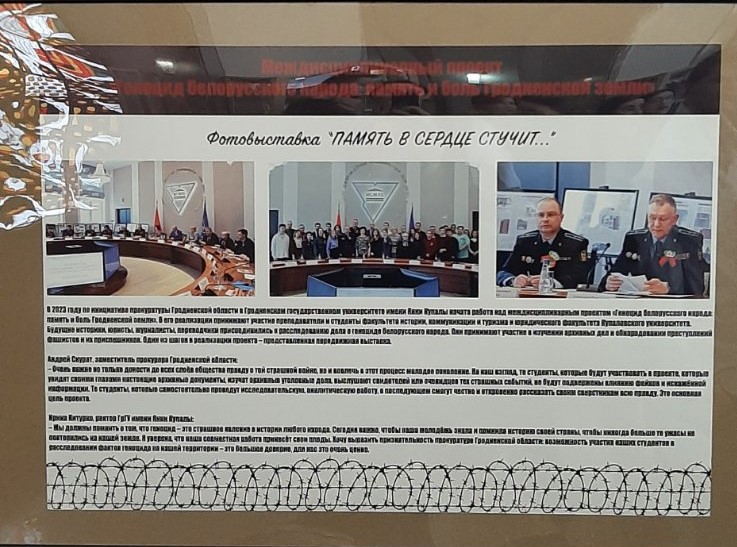 Междисциплинарный проект
«Геноцид белорусского народа: память и боль Гродненской земли»
Фотовыставка "ПАМЯТЬ В СЕРДЦЕ СТУЧИТ..."
В 2023 году по инициативе прокуратуры Гродненской области в Гродненском государственном университете имени Янки Купалы начата работа над междисциплинарным проектом «Геноцид белорусского народа:
память и боль Гродненской земли». В его реализации принимают участие преподаватели и студенты факультета истории, коммуникации и туризма и юридического факультета Купаловского университета.
Будущие историки, юристы, журналисты, переводчики присоединились к расследованию дела о геноциде белорусского народа. Они принимают участие в изучении архивных дел и обнародовании преступлений
фашистов и их приспешников. Один из шагов в реализации проекта – представленная передвижная выставка.
Андрей Скурат, заместитель прокурора Гродненской области:
– Очень важно не только донести до всех слоёв общества правду о той страшной войне, но и вовлечь в этот процесс молодое поколение. На наш взгляд, те студенты, которые будут участвовать в проекте, которые
увидят своими глазами настоящие архивные документы, изучат архивные уголовные дела, выслушают свидетелей или очевидцев тех страшных событий, не будут подвержены влиянию фейков и искажённой
информации. Те студенты, которые самостоятельно проведут исследовательскую, аналитическую работу, в последующем смогут честно и откровенно рассказать своим сверстникам всю правду. Это основная
цель проекта.
Ирина Китурко, ректор ГрГУ имени Янки Купалы:
– Мы должны помнить о том, что геноцид – это страшное явление в истории любого народа. Сегодня важно, чтобы наша молодёжь знала и помнила историю своей страны, чтобы никогда больше те ужасы не
повторились на нашей земле. Я уверена, что наша совместная работа принесёт свои плоды. Хочу выразить признательность прокуратуре Гродненской области: возможность участия наших студентов в
расследовании фактов геноцида на нашей территории – это большое доверие, для нас это очень ценно.